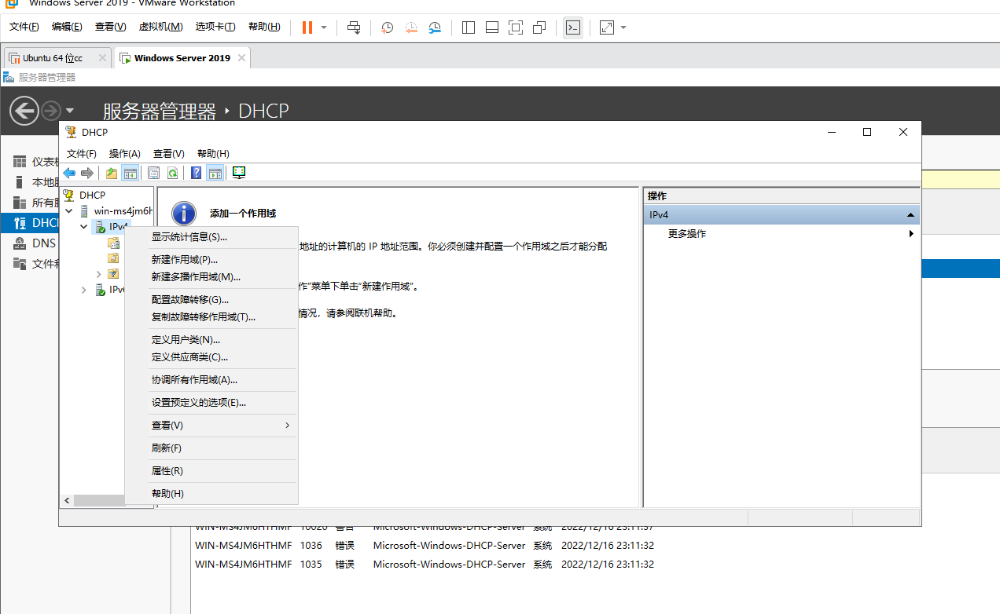 Windows Server 2019 - VMware Workstation
文件(F) 编辑(E) 查看(V) 虚拟机(M) 选项卡(T) 帮助(H)
Ubuntu 64 位cc
Windows Server 2019
服务器管理器
服务器管理器 · DHCP
DHCP
文件(F) 操作(A) 查看(V) 帮助(H)
仪表板
本地服
所有服
DHCP
DNS
文件和
DHCP
win-ms4jm6h
IPv4
IPv6
添加一个作用域
地址的计算机的 IP 地址范围。你必须创建并配置一个作用域之后才能分配
作”菜单下单击“新建作用域”。
情况，请参阅联机帮助。
显示统计信息(S)...
新建作用域(P)...
新建多播作用域(M)...
配置故障转移(G)...
复制故障转移作用域(T)...
定义用户类(N)...
定义供应商类(C)...
协调所有作用域(A)...
设置预定义的选项(E)...
查看(V)
刷新(F)
属性(R)
帮助(H)
操作
IPv4
更多操作
WIN-MS4JM6HTHMF 10020 警告 Microsoft-Windows-DHCP-Server 系统 2022/12/16 23:11:37
WIN-MS4JM6HTHMF 1036 错误 Microsoft-Windows-DHCP-Server 系统 2022/12/16 23:11:32
WIN-MS4JM6HTHMF 1035 错误 Microsoft-Windows-DHCP-Server 系统 2022/12/16 23:11:32